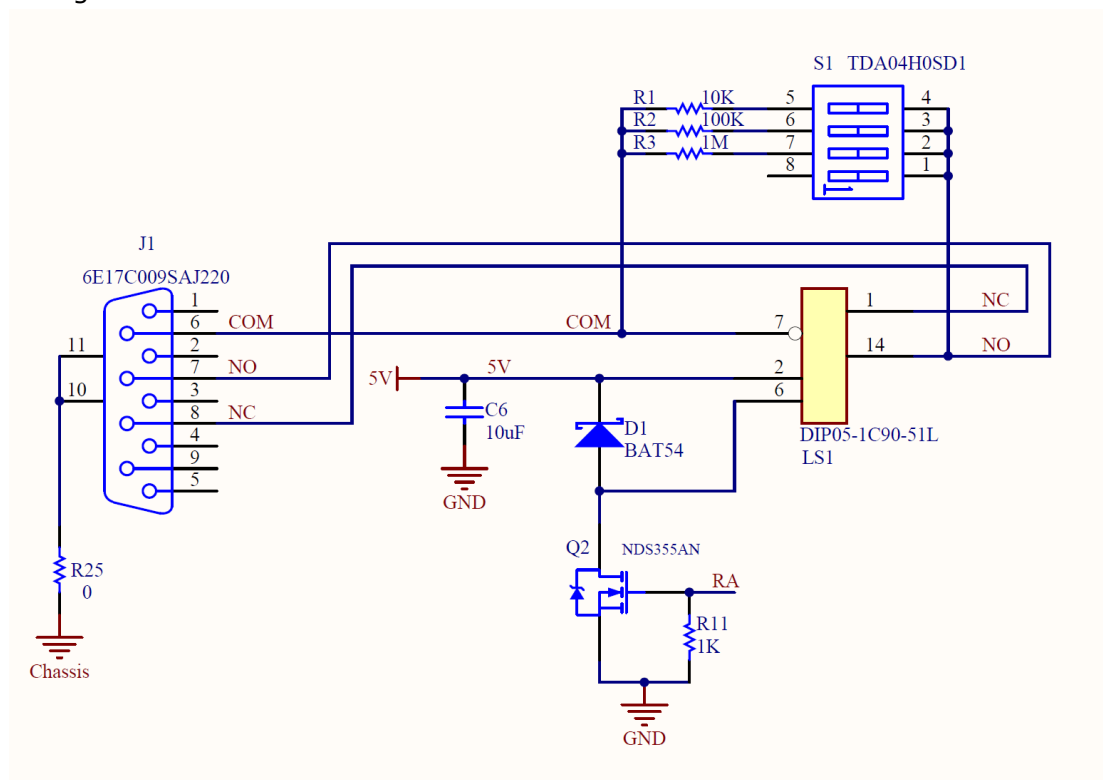 S1 TDA04H0SD1
R1 10K 5 4
R2 100K 6 3
R3 1M 7 2
8 1
J1
6E17C009SAJ220
1
6 COM COM 7
2
7 NO
3
8 NC
4
9
5
11
10
1 NC
14 NO
5V 5V 2
6
C6
10uF
GND
D1
BAT54
DIP05-1C90-51L
LS1
Q2 NDS355AN
RA
R25
0
R11
1K
Chassis
GND